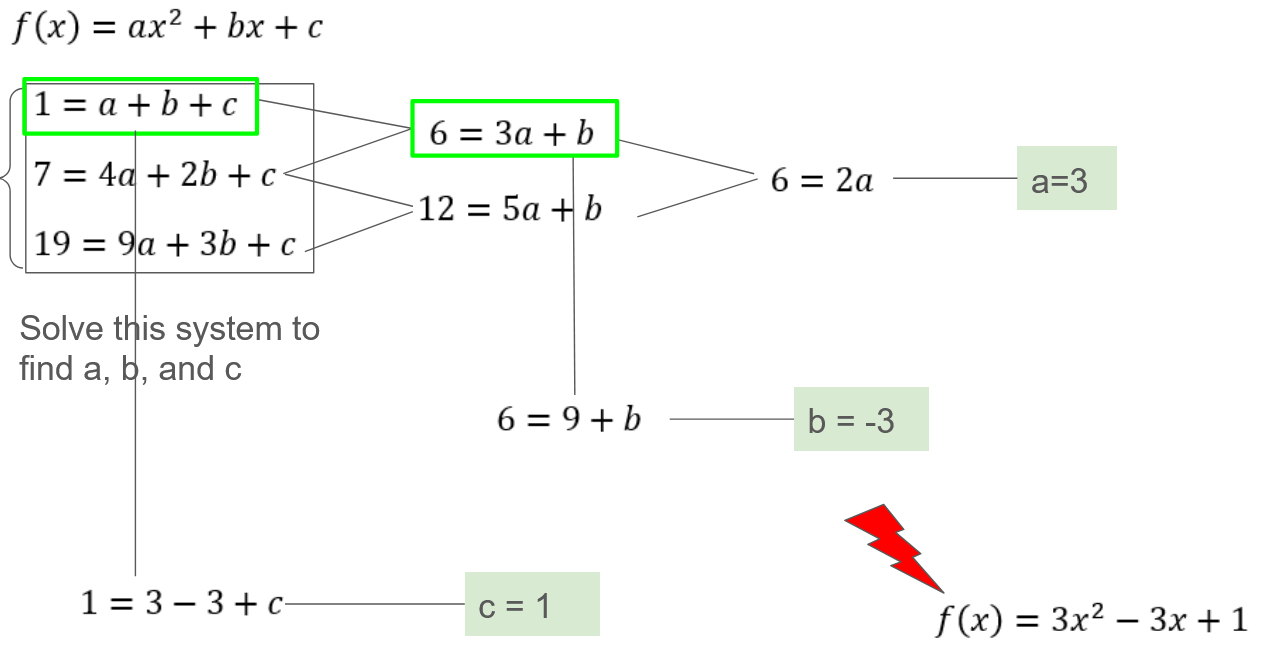 f(x) = ax² + bx + c
1 = a + b + c
7 = 4a + 2b + c
19 = 9a + 3b + c
6 = 3a + b
12 = 5a + b
6 = 2a
a=3
Solve this system to
find a, b, and c
6 = 9 + b
b = -3
1 = 3 − 3 + c
c = 1
f(x) = 3x² − 3x + 1